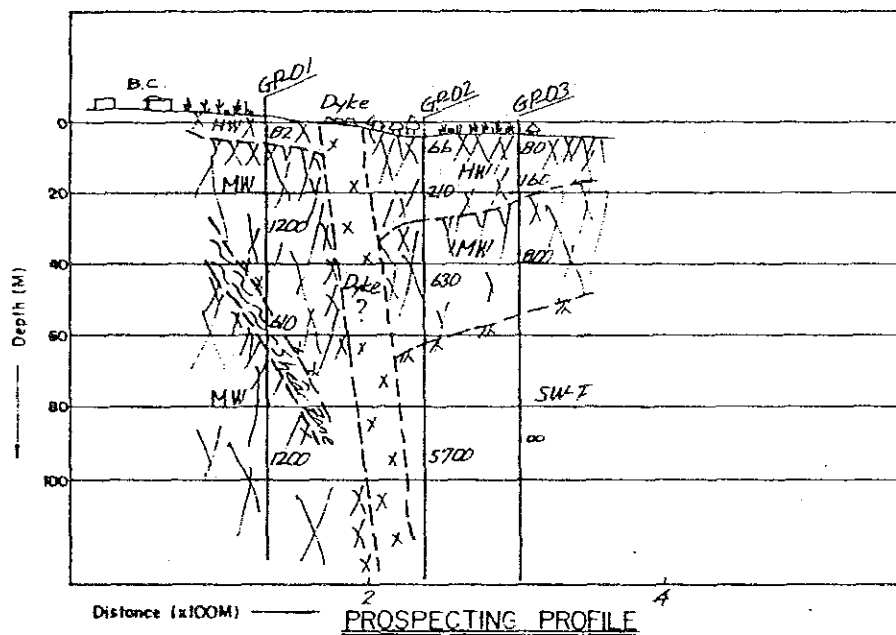 B.C.
GP.01
Dyke
GP.02
GP.03
0
HW
82
66
80
MW
HW
160
20
210
1200
MW
40
800
Dyke
630
?
60
610
MW
SW-F
80
∞
1200
5700
100
Depth (M)
2
4
Distance (x100M)
PROSPECTING PROFILE